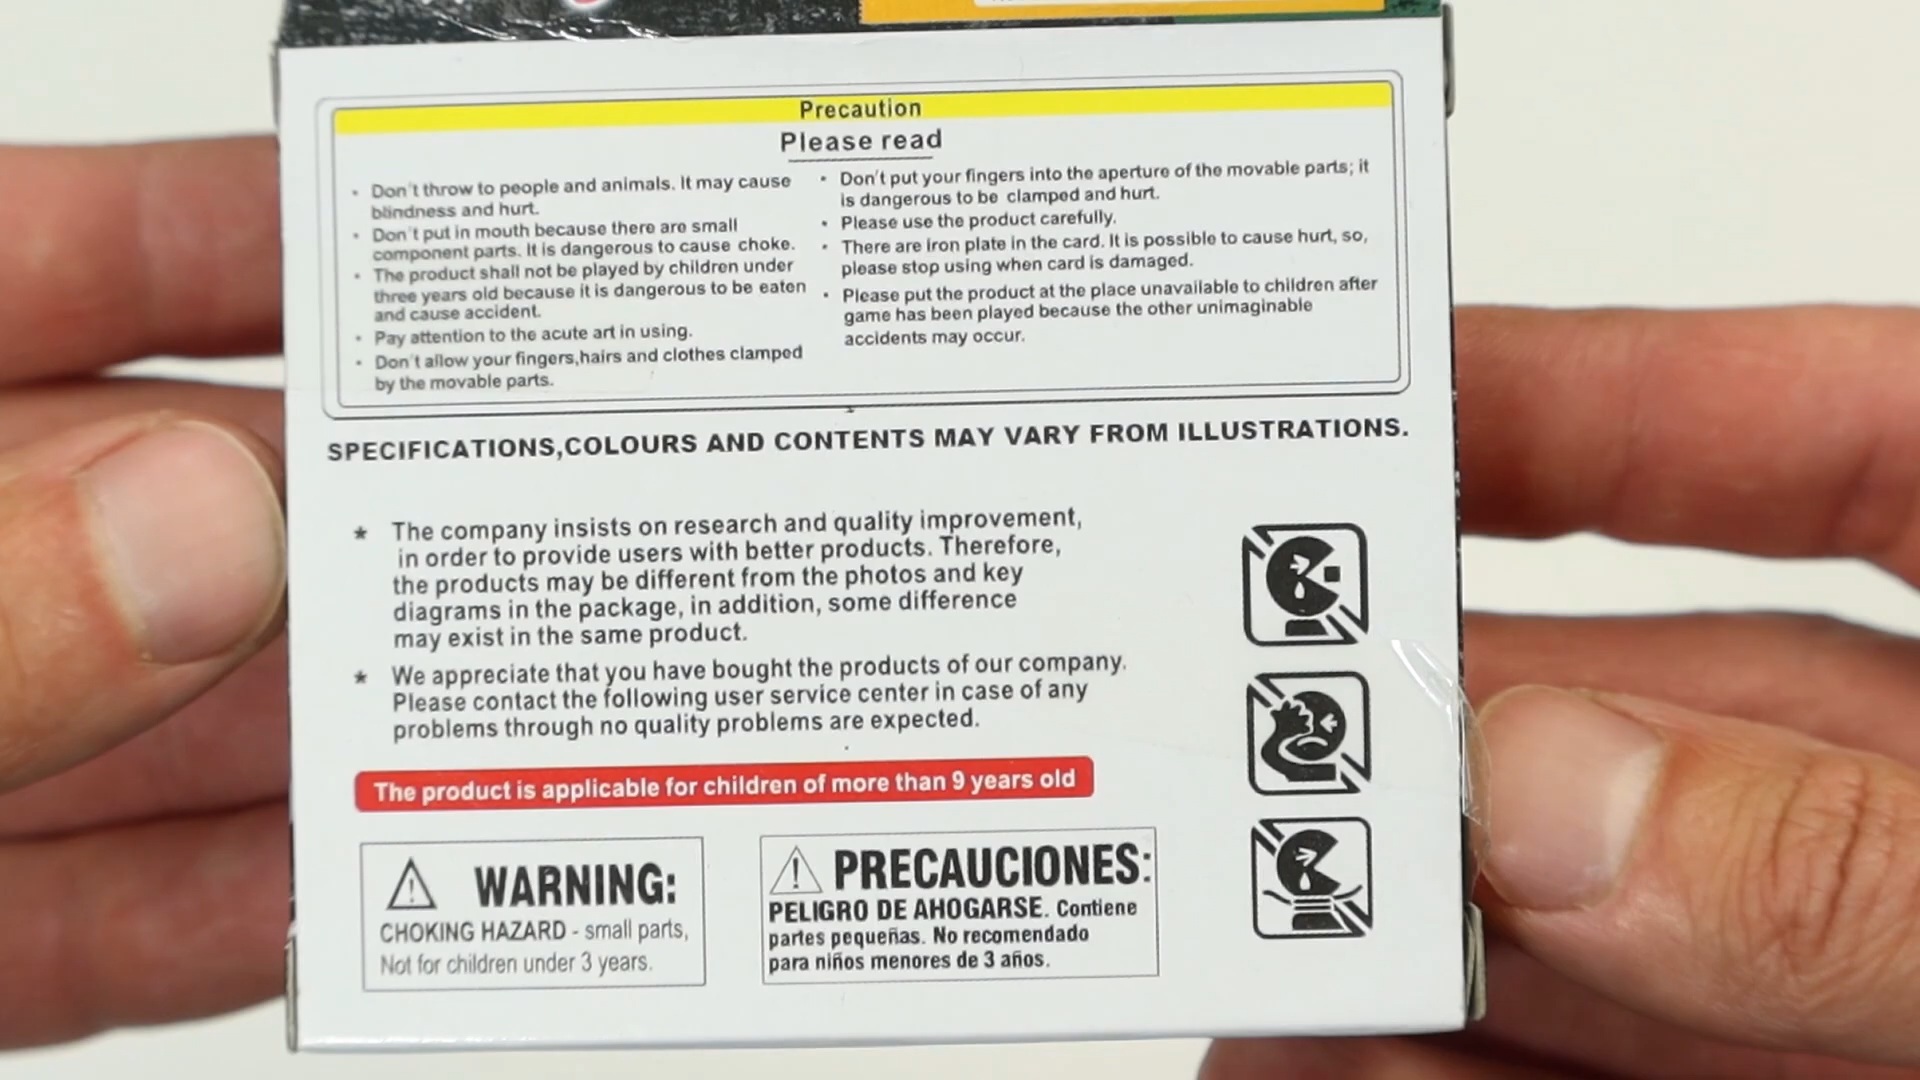 Precaution
Please read
• Don't throw to people and animals. It may cause
blindness and hurt.
• Don't put in mouth because there are small
component parts. It is dangerous to cause choke.
• The product shall not be played by children under
three years old because it is dangerous to be eaten
and cause accident.
• Pay attention to the acute art in using.
• Don't allow your fingers,hairs and clothes clamped
by the movable parts.
• Don't put your fingers into the aperture of the movable parts; it
is dangerous to be clamped and hurt.
• Please use the product carefully.
• There are iron plate in the card. It is possible to cause hurt, so,
please stop using when card is damaged.
• Please put the product at the place unavailable to children after
game has been played because the other unimaginable
accidents may occur.
SPECIFICATIONS,COLOURS AND CONTENTS MAY VARY FROM ILLUSTRATIONS.
* The company insists on research and quality improvement,
in order to provide users with better products. Therefore,
the products may be different from the photos and key
diagrams in the package, in addition, some difference
may exist in the same product.
* We appreciate that you have bought the products of our company.
Please contact the following user service center in case of any
problems through no quality problems are expected.
The product is applicable for children of more than 9 years old
WARNING:
CHOKING HAZARD - small parts,
Not for children under 3 years.
PRECAUCIONES:
PELIGRO DE AHOGARSE. Contiene
partes pequeñas. No recomendado
para niños menores de 3 años.